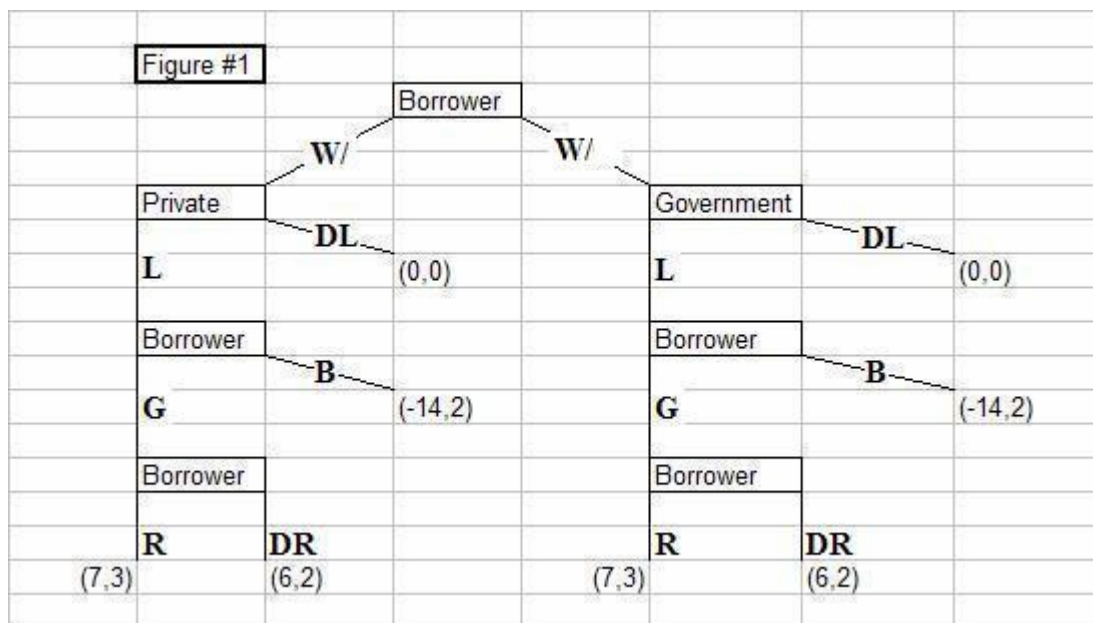 Figure #1
Borrower
W/ W/
Private Government
DL DL
L (0,0) L (0,0)
Borrower Borrower
B B
G (-14,2) G (-14,2)
Borrower Borrower
R DR R DR
(7,3) (6,2) (7,3) (6,2)